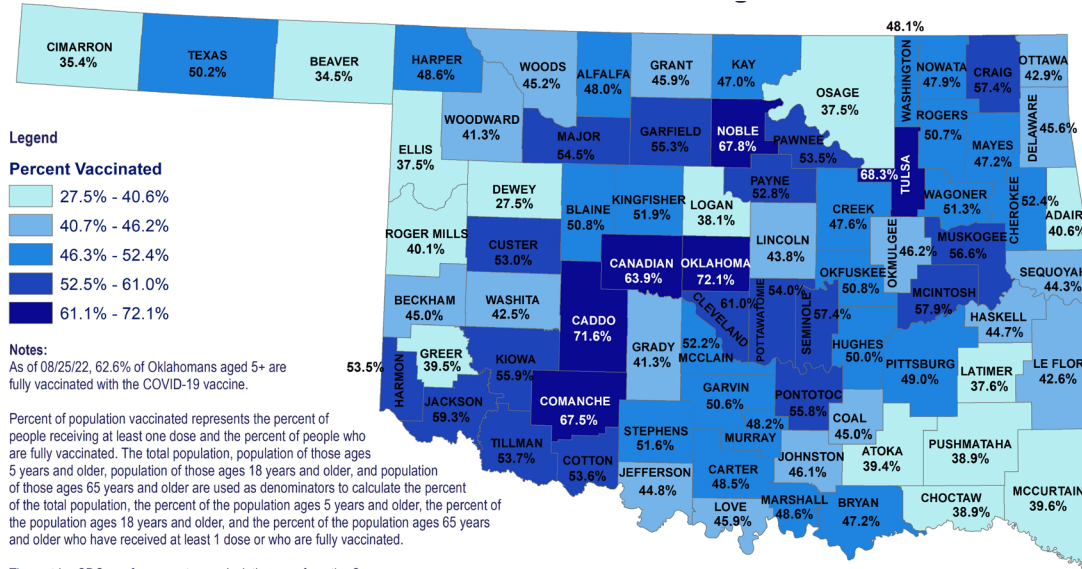 48.1%
CIMARRON
35.4%
TEXAS
50.2%
BEAVER
34.5%
HARPER
48.6%
WOODS
45.2%
ALFALFA
48.0%
GRANT
45.9%
KAY
47.0%
OSAGE
37.5%
WASHINGTON
NOWATA
47.9%
CRAIG
57.4%
OTTAWA
42.9%
WOODWARD
41.3%
MAJOR
54.5%
GARFIELD
55.3%
NOBLE
67.8%
PAWNEE
53.5%
ROGERS
50.7%
MAYES
47.2%
DELAWARE
45.6%
Legend
Percent Vaccinated
27.5% - 40.6%
40.7% - 46.2%
46.3% - 52.4%
52.5% - 61.0%
61.1% - 72.1%
ELLIS
37.5%
DEWEY
27.5%
BLAINE
50.8%
KINGFISHER
51.9%
LOGAN
38.1%
PAYNE
52.8%
68.3%
TULSA
CREEK
47.6%
WAGONER
51.3%
CHEROKEE
52.4%
ADAIR
40.6%
ROGER MILLS
40.1%
CUSTER
53.0%
CANADIAN
63.9%
OKLAHOMA
72.1%
LINCOLN
43.8%
OKMULGEE
46.2%
MUSKOGEE
56.6%
SEQUOYAH
44.3%
BECKHAM
45.0%
WASHITA
42.5%
CADDO
71.6%
CLEVELAND
61.0%
POTTAWATOMIE
54.0%
SEMINOLE
57.4%
OKFUSKEE
50.8%
MCINTOSH
57.9%
HASKELL
44.7%
GRADY
41.3%
52.2%
MCCLAIN
HUGHES
50.0%
PITTSBURG
49.0%
LATIMER
37.6%
LE FLOR
42.6%
Notes:
As of 08/25/22, 62.6% of Oklahomans aged 5+ are
fully vaccinated with the COVID-19 vaccine.
53.5%
HARMON
GREER
39.5%
KIOWA
55.9%
JACKSON
59.3%
COMANCHE
67.5%
TILLMAN
53.7%
COTTON
53.6%
STEPHENS
51.6%
GARVIN
50.6%
48.2%
MURRAY
PONTOTOC
55.8%
COAL
45.0%
ATOKA
39.4%
PUSHMATAHA
38.9%
JEFFERSON
44.8%
CARTER
48.5%
JOHNSTON
46.1%
LOVE
45.9%
MARSHALL
48.6%
BRYAN
47.2%
CHOCTAW
38.9%
MCCURTAIN
39.6%
Percent of population vaccinated represents the percent of
people receiving at least one dose and the percent of people who
are fully vaccinated. The total population, population of those ages
5 years and older, population of those ages 18 years and older, and population
of those ages 65 years and older are used as denominators to calculate the percent
of the total population, the percent of the population ages 5 years and older, the percent of
the population ages 18 years and older, and the percent of the population ages 65 years
and older who have received at least 1 dose or who are fully vaccinated.